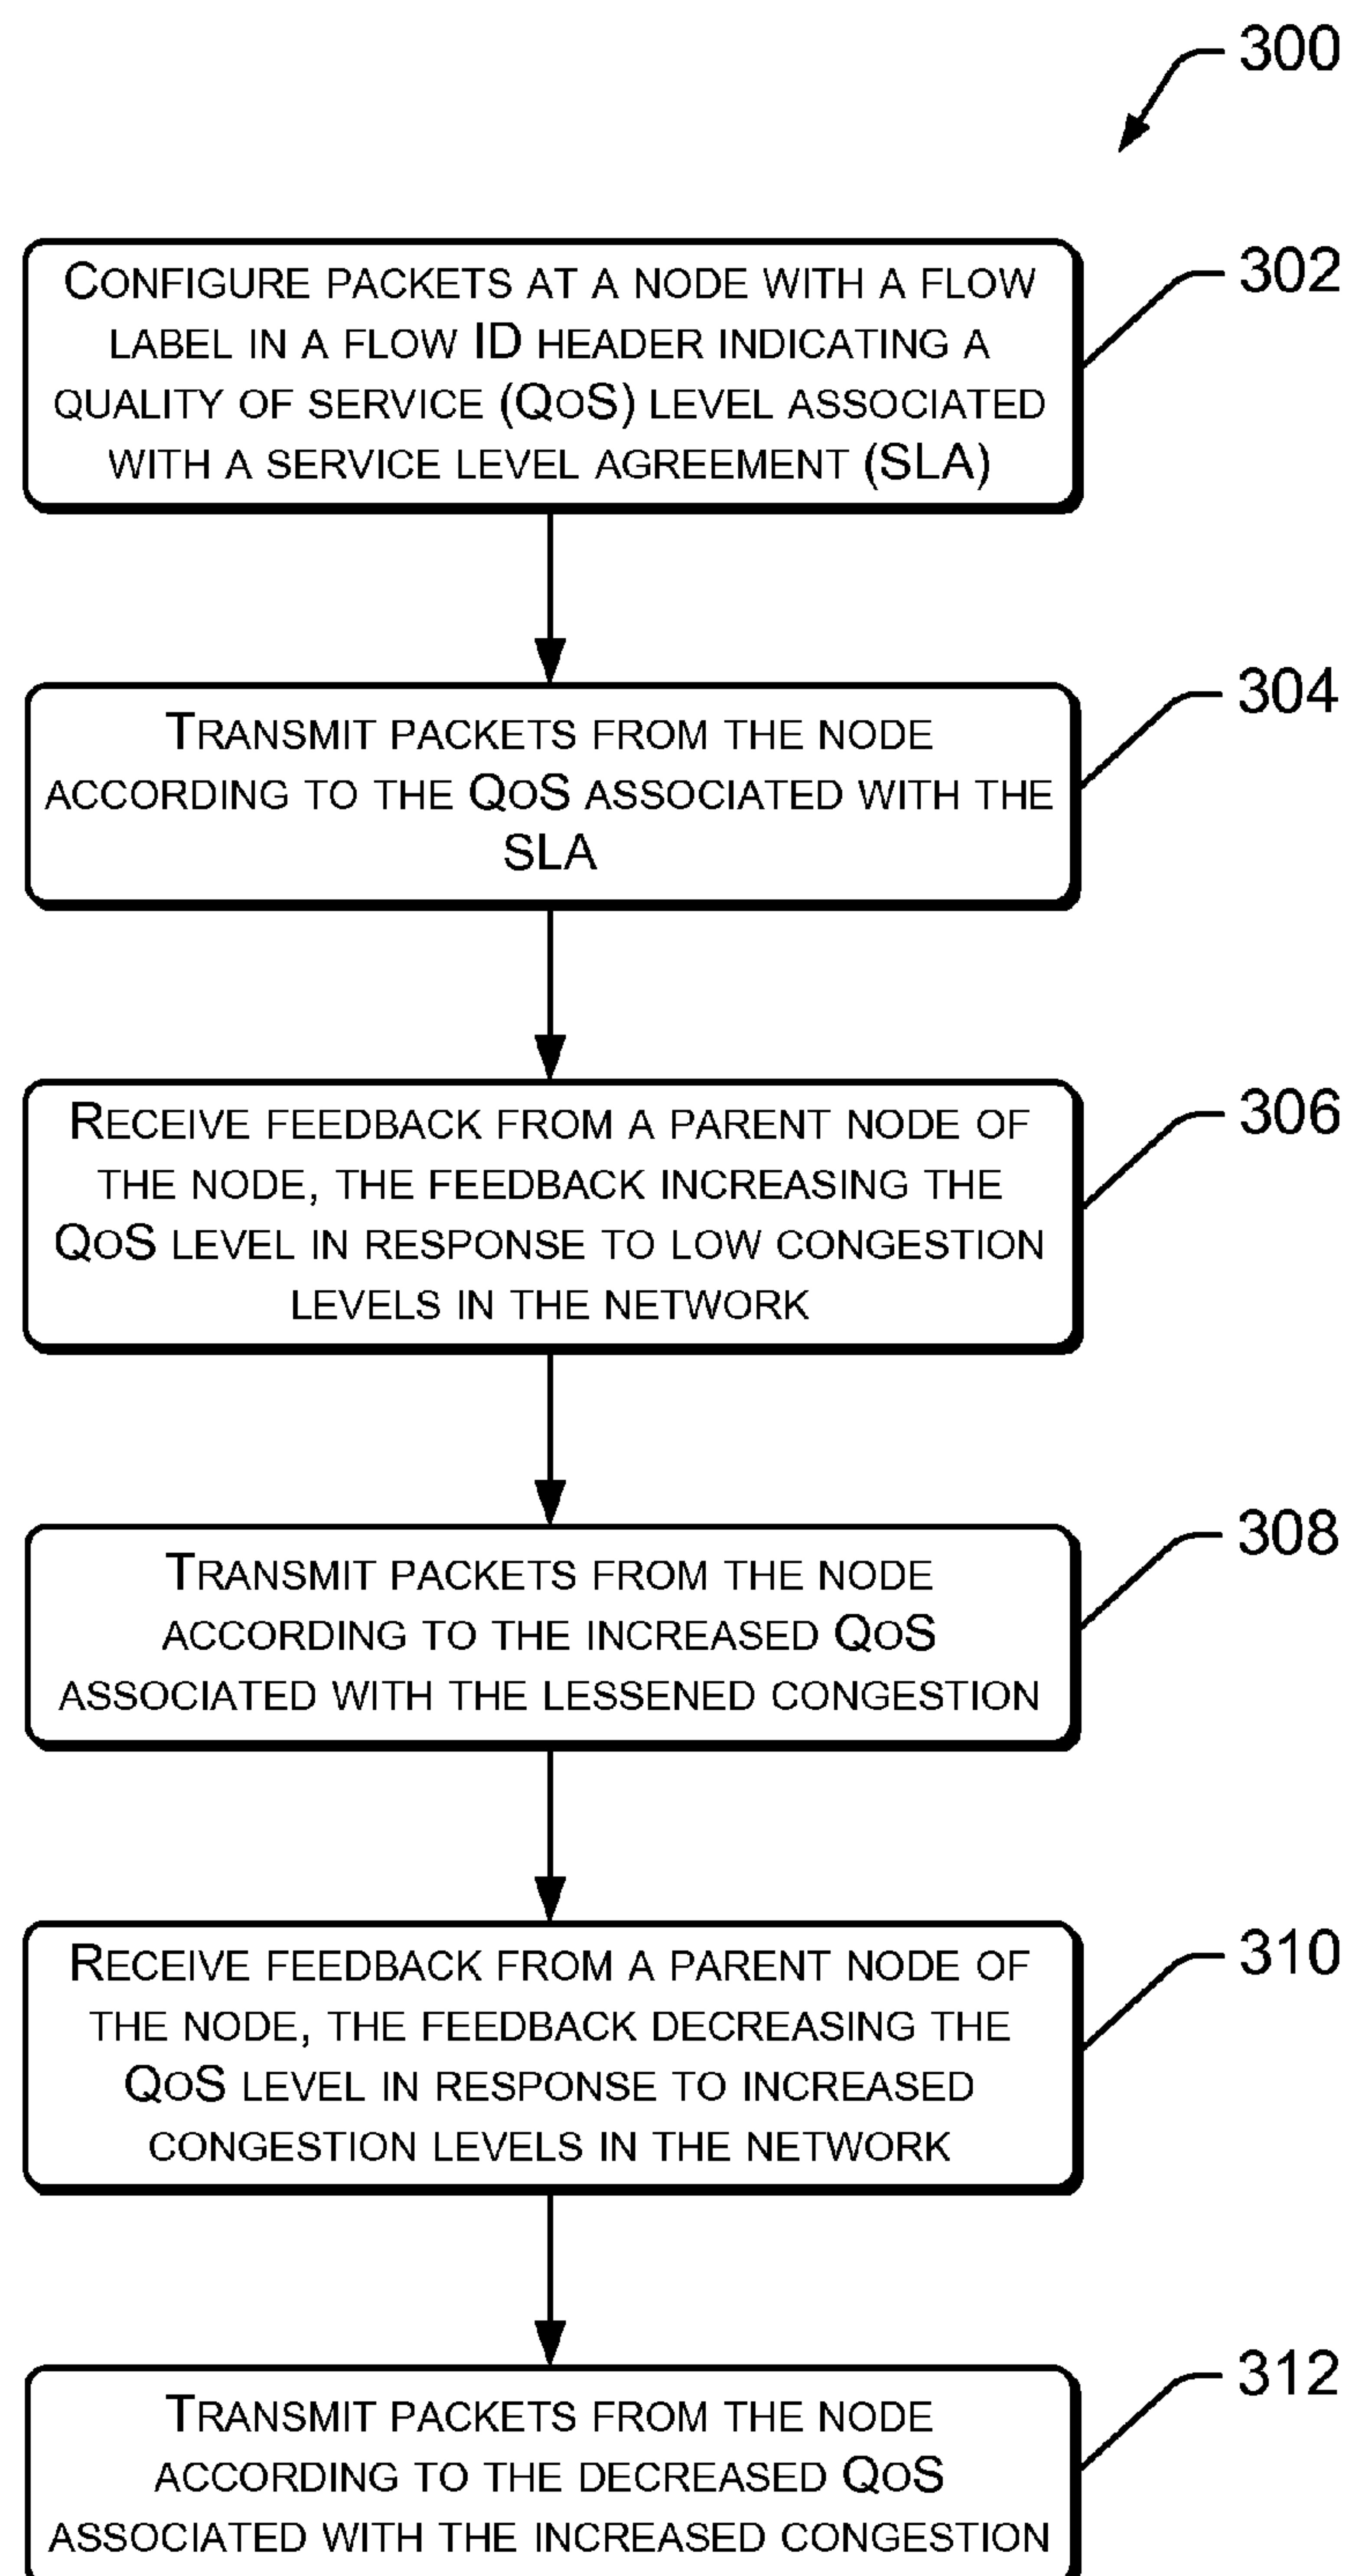 300
CONFIGURE PACKETS AT A NODE WITH A FLOW
LABEL IN A FLOW ID HEADER INDICATING A
QUALITY OF SERVICE (QOS) LEVEL ASSOCIATED
WITH A SERVICE LEVEL AGREEMENT (SLA)
302
TRANSMIT PACKETS FROM THE NODE
ACCORDING TO THE QOS ASSOCIATED WITH THE
SLA
304
RECEIVE FEEDBACK FROM A PARENT NODE OF
THE NODE, THE FEEDBACK INCREASING THE
QOS LEVEL IN RESPONSE TO LOW CONGESTION
LEVELS IN THE NETWORK
306
TRANSMIT PACKETS FROM THE NODE
ACCORDING TO THE INCREASED QOS
ASSOCIATED WITH THE LESSENED CONGESTION
308
RECEIVE FEEDBACK FROM A PARENT NODE OF
THE NODE, THE FEEDBACK DECREASING THE
QOS LEVEL IN RESPONSE TO INCREASED
CONGESTION LEVELS IN THE NETWORK
310
TRANSMIT PACKETS FROM THE NODE
ACCORDING TO THE DECREASED QOS
ASSOCIATED WITH THE INCREASED CONGESTION
312